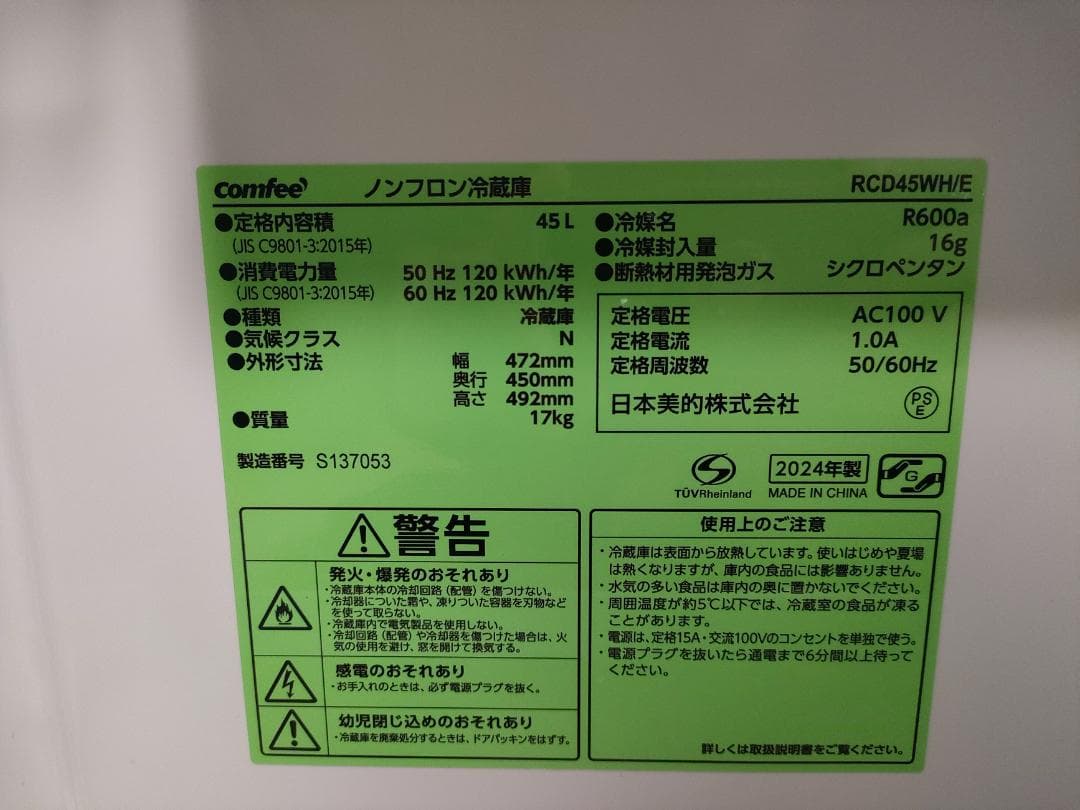 comfee' ノンフロン冷蔵庫 RCD45WH/E
●定格内容積 45 L
(JIS C9801-3:2015年)
●消費電力量 50 Hz 120 kWh/年
(JIS C9801-3:2015年) 60 Hz 120 kWh/年
●種類 冷蔵庫
●気候クラス N
●外形寸法 幅 472mm
奥行 450mm
高さ 492mm
●質量 17kg
製造番号 S137053
●冷媒名 R600a
●冷媒封入量 16g
●断熱材用発泡ガス シクロペンタン
定格電圧 AC100 V
定格電流 1.0A
定格周波数 50/60Hz
日本美的株式会社 PS E
TÜVRheinland
2024年製
MADE IN CHINA
G
警告
発火・爆発のおそれあり
・冷蔵庫本体の冷却回路(配管)を傷つけない。
・冷却器についた霜や、凍りついた容器を刃物など
を使って取らない。
・冷蔵庫内で電気製品を使用しない。
・冷却回路(配管)や冷却器を傷つけた場合は、火
気の使用を避け、窓を開けて換気する。
感電のおそれあり
・お手入れのときは、必ず電源プラグを抜く。
幼児閉じ込めのおそれあり
・冷蔵庫を廃棄処分するときは、ドアパッキンをはずす。
使用上のご注意
・冷蔵庫は表面から放熱しています。使いはじめや夏場
は熱くなりますが、庫内の食品には影響ありません。
・水気の多い食品は庫内の奥に置かないでください。
・周囲温度が約5℃以下では、冷蔵室の食品が凍る
ことがあります。
・電源は、定格15A・交流100Vのコンセントを単独で使う。
・電源プラグを抜いたら通電まで6分間以上待って
ください。
詳しくは取扱説明書をご覧ください。